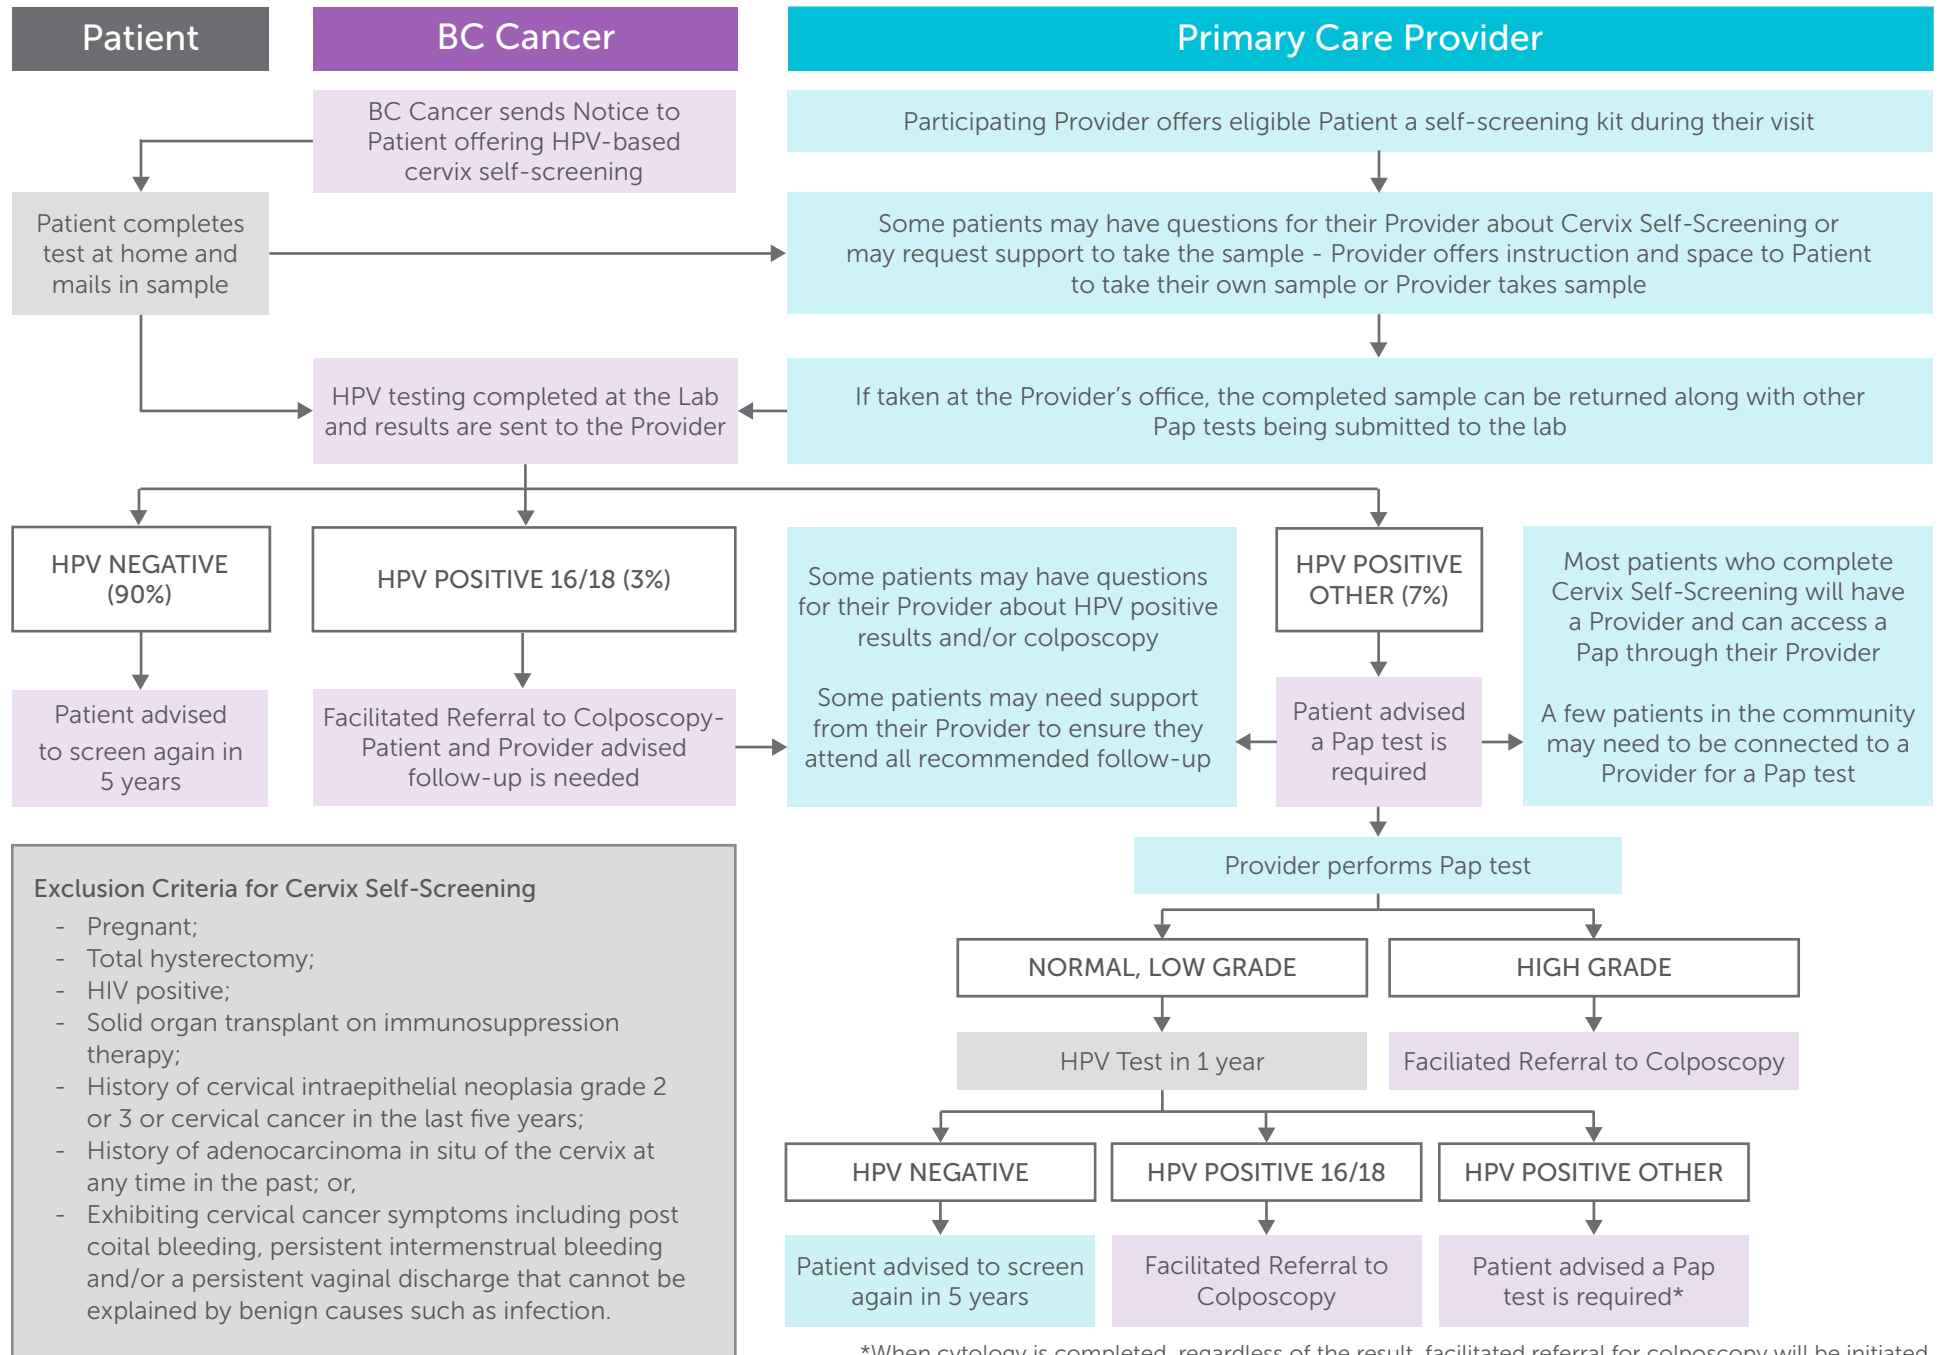 Patient
BC Cancer
Primary Care Provider
BC Cancer sends Notice to
Patient offering HPV-based
cervix self-screening
Participating Provider offers eligible Patient a self-screening kit during their visit
Patient completes
test at home and
mails in sample
Some patients may have questions for their Provider about Cervix Self-Screening or
may request support to take the sample - Provider offers instruction and space to Patient
to take their own sample or Provider takes sample
HPV testing completed at the Lab
and results are sent to the Provider
If taken at the Provider's office, the completed sample can be returned along with other
Pap tests being submitted to the lab
HPV NEGATIVE
(90%)
HPV POSITIVE 16/18 (3%)
Some patients may have questions
for their Provider about HPV positive
results and/or colposcopy
Some patients may need support
from their Provider to ensure they
attend all recommended follow-up
HPV POSITIVE
OTHER (7%)
Most patients who complete
Cervix Self-Screening will have
a Provider and can access a
Pap through their Provider
A few patients in the community
may need to be connected to a
Provider for a Pap test
Patient advised
to screen again in
5 years
Facilitated Referral to Colposcopy-
Patient and Provider advised
follow-up is needed
Patient advised
a Pap test is
required
Provider performs Pap test
Exclusion Criteria for Cervix Self-Screening
- Pregnant;
- Total hysterectomy;
- HIV positive;
- Solid organ transplant on immunosuppression
therapy;
- History of cervical intraepithelial neoplasia grade 2
or 3 or cervical cancer in the last five years;
- History of adenocarcinoma in situ of the cervix at
any time in the past; or,
- Exhibiting cervical cancer symptoms including post
coital bleeding, persistent intermenstrual bleeding
and/or a persistent vaginal discharge that cannot be
explained by benign causes such as infection.
NORMAL, LOW GRADE
HIGH GRADE
HPV Test in 1 year
Faciliated Referral to Colposcopy
HPV NEGATIVE
HPV POSITIVE 16/18
HPV POSITIVE OTHER
Patient advised to screen
again in 5 years
Facilitated Referral to
Colposcopy
Patient advised a Pap
test is required*
*When cytology is completed, regardless of the result, facilitated referral for colposcopy will be initiated